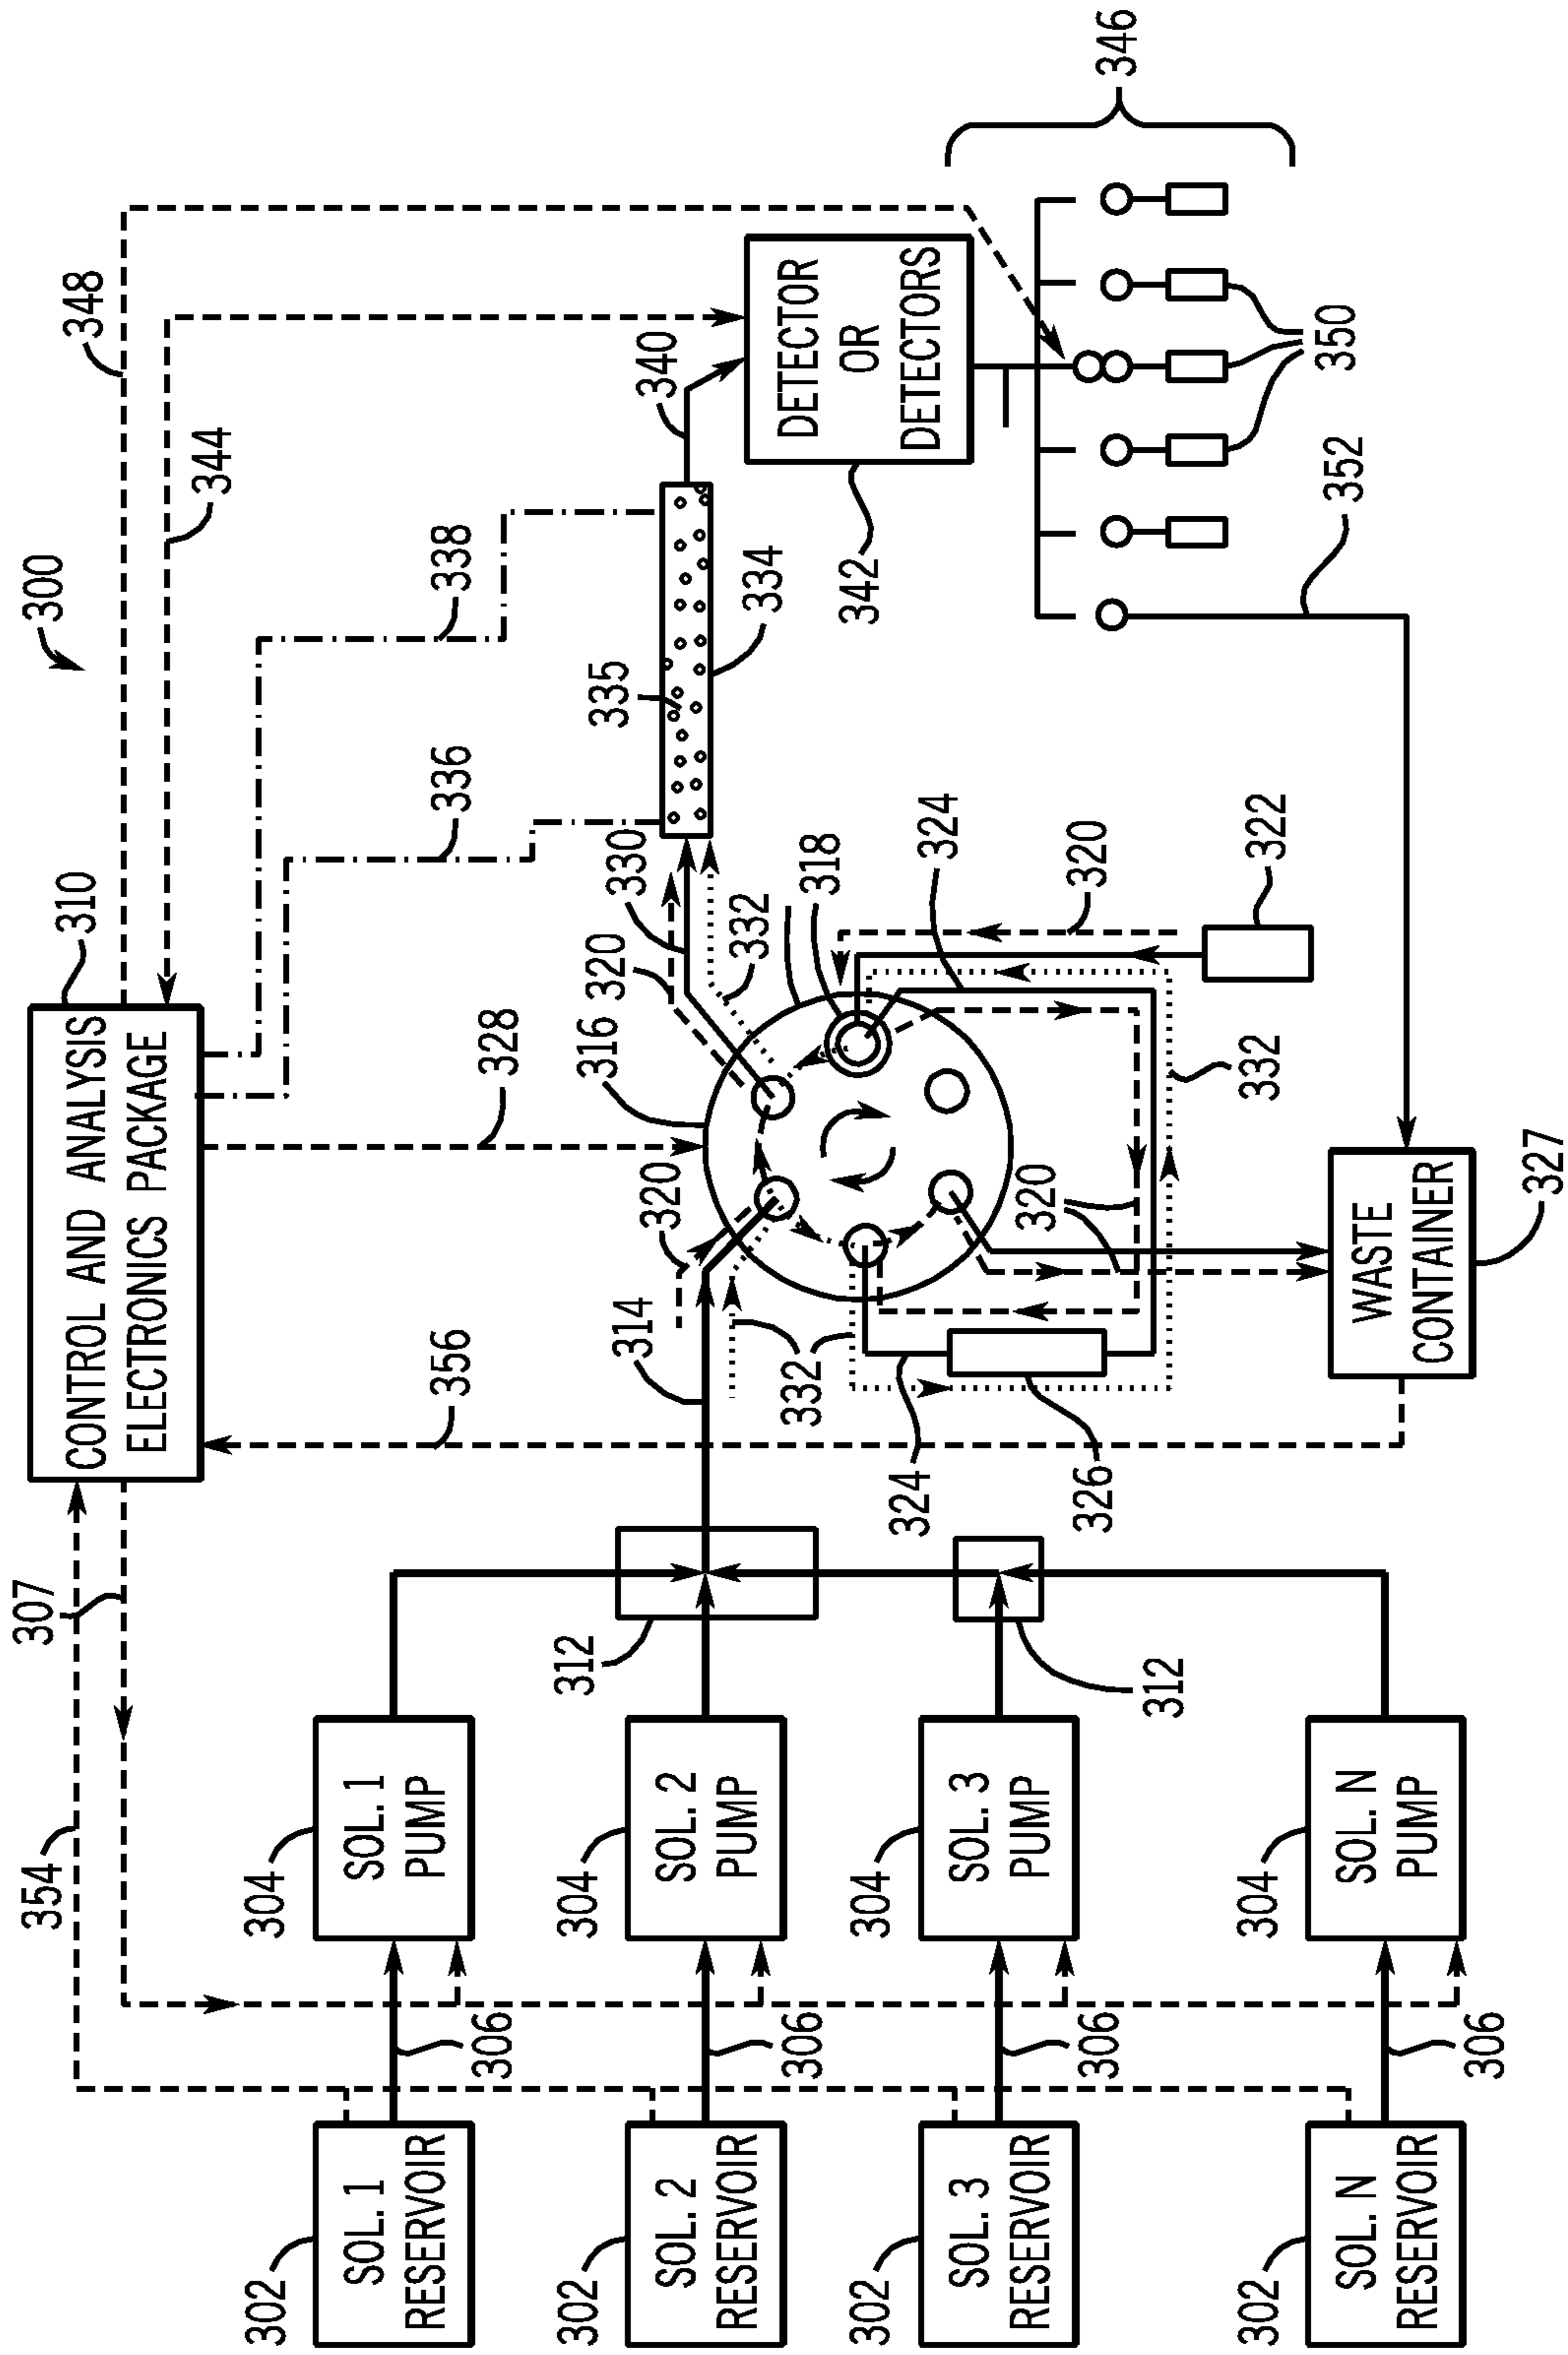 300
310
CONTROL AND ANALYSIS
ELECTRONICS PACKAGE
354
307
356
328
336
338
344
348
302
SOL. 1
RESERVOIR
306
304
SOL. 1
PUMP
302
SOL. 2
RESERVOIR
306
304
SOL. 2
PUMP
312
302
SOL. 3
RESERVOIR
306
304
SOL. 3
PUMP
312
302
SOL. N
RESERVOIR
306
304
SOL. N
PUMP
314
320
316
320
330
332
335
334
340
318
332
324
326
324
320
332
320
322
342
DETECTOR
OR
DETECTORS
346
350
352
WASTE
CONTAINER
327